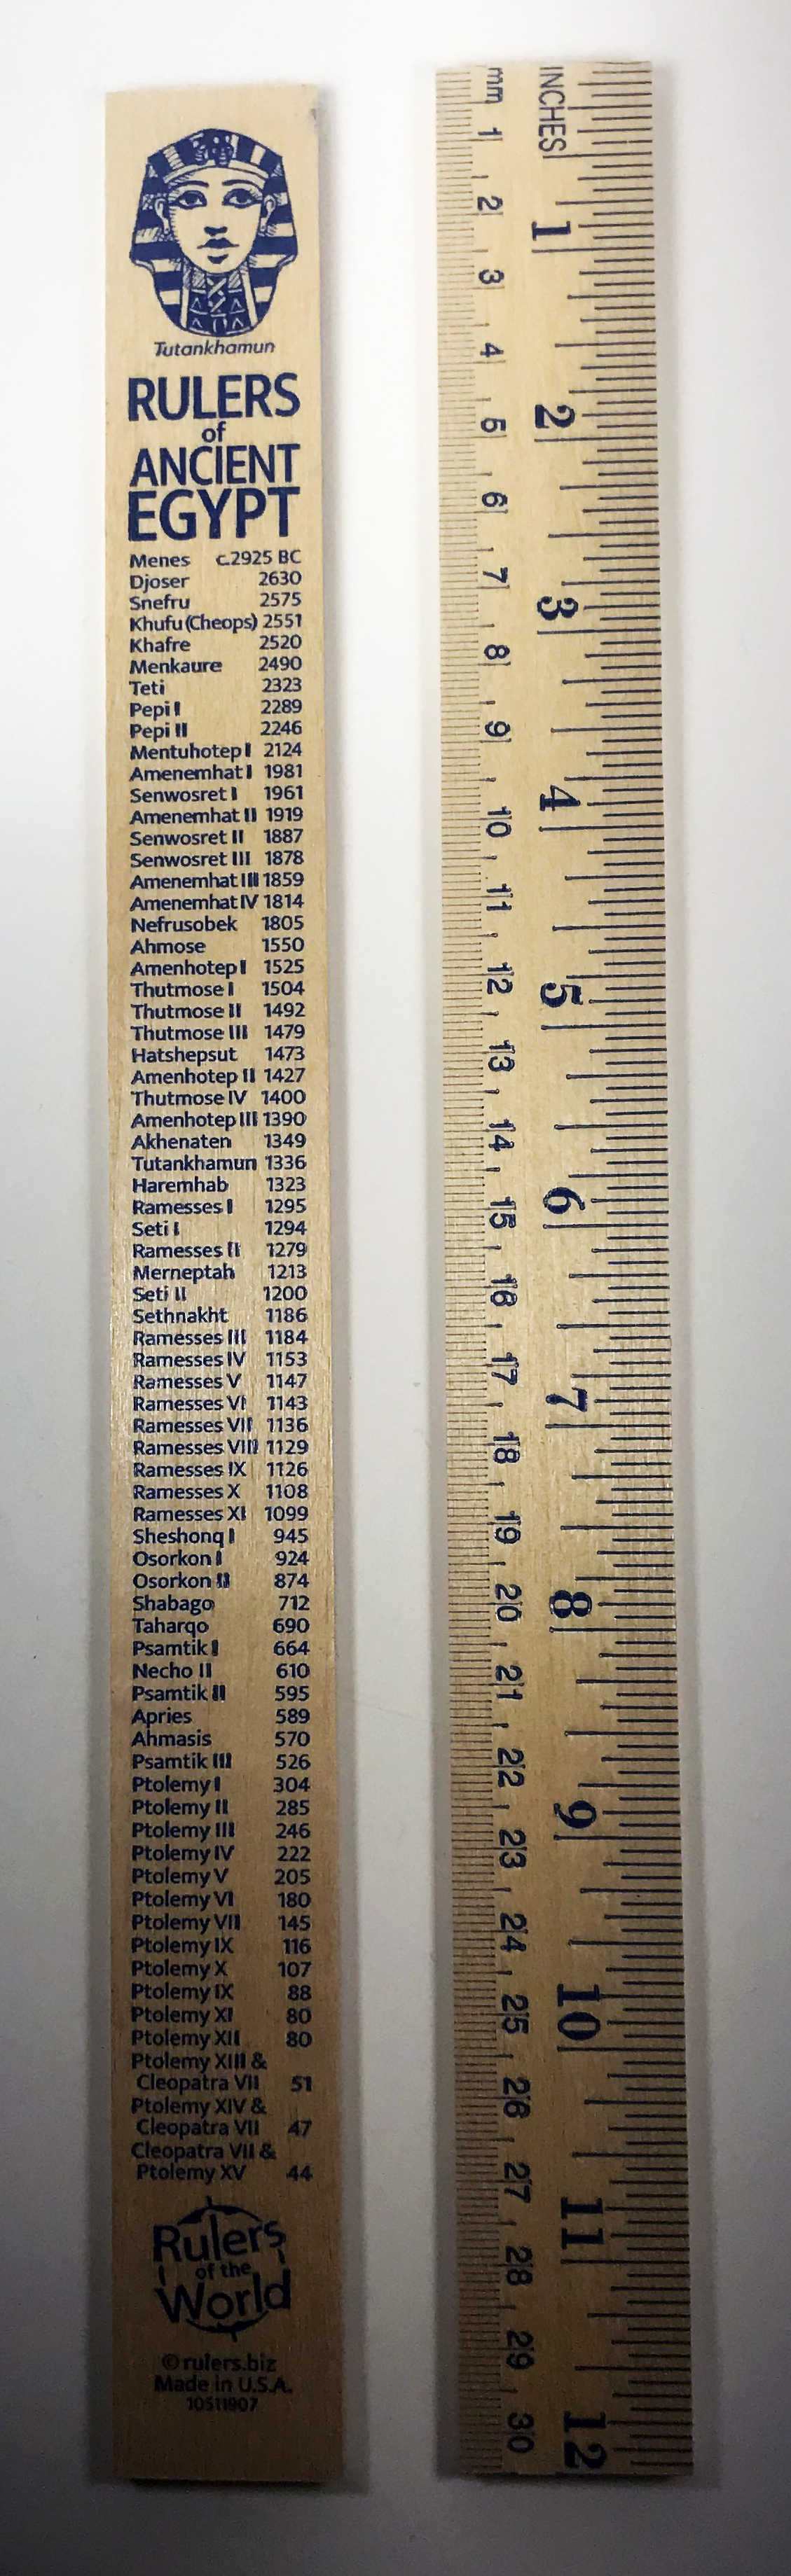 Tutankhamun
RULERS
of
ANCIENT
EGYPT
Menes c.2925 BC
Djoser 2630
Snefru 2575
Khufu (Cheops) 2551
Khafre 2520
Menkaure 2490
Teti 2323
Pepi I 2289
Pepi II 2246
Mentuhotep I 2124
Amenemhat I 1981
Senwosret I 1961
Amenemhat II 1919
Senwosret II 1887
Senwosret III 1878
Amenemhat III 1859
Amenemhat IV 1814
Nefrusobek 1805
Ahmose 1550
Amenhotep I 1525
Thutmose I 1504
Thutmose II 1492
Thutmose III 1479
Hatshepsut 1473
Amenhotep II 1427
Thutmose IV 1400
Amenhotep III 1390
Akhenaten 1349
Tutankhamun 1336
Haremhab 1323
Ramesses I 1295
Seti I 1294
Ramesses II 1279
Merneptah 1213
Seti II 1200
Sethnakht 1186
Ramesses III 1184
Ramesses IV 1153
Ramesses V 1147
Ramesses VI 1143
Ramesses VII 1136
Ramesses VIII 1129
Ramesses IX 1126
Ramesses X 1108
Ramesses XI 1099
Sheshonq I 945
Osorkon I 924
Osorkon II 874
Shabaqo 712
Taharqo 690
Psamtik I 664
Necho II 610
Psamtik II 595
Apries 589
Ahmasis 570
Psamtik III 526
Ptolemy I 304
Ptolemy II 285
Ptolemy III 246
Ptolemy IV 222
Ptolemy V 205
Ptolemy VI 180
Ptolemy VII 145
Ptolemy IX 116
Ptolemy X 107
Ptolemy IX 88
Ptolemy XI 80
Ptolemy XII 80
Ptolemy XIII &
Cleopatra VII 51
Ptolemy XIV &
Cleopatra VII 47
Cleopatra VII &
Ptolemy XV 44
Rulers
of the
World
© rulers.biz
Made in U.S.A.
10511907
mm 1 2 3 4 5 6 7 8 9 10 11 12 13 14 15 16 17 18 19 20 21 22 23 24 25 26 27 28 29 30
INCHES 1 2 3 4 5 6 7 8 9 10 11 12